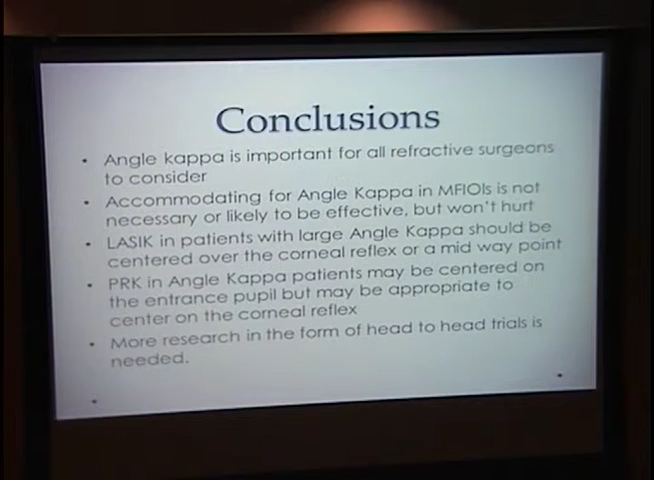 Conclusions
• Angle kappa is important for all refractive surgeons
to consider
• Accommodating for Angle Kappa in MFIOls is not
necessary or likely to be effective, but won't hurt
• LASIK in patients with large Angle Kappa should be
centered over the corneal reflex or a mid way point
• PRK in Angle Kappa patients may be centered on
the entrance pupil but may be appropriate to
center on the corneal reflex
• More research in the form of head to head trials is
needed.